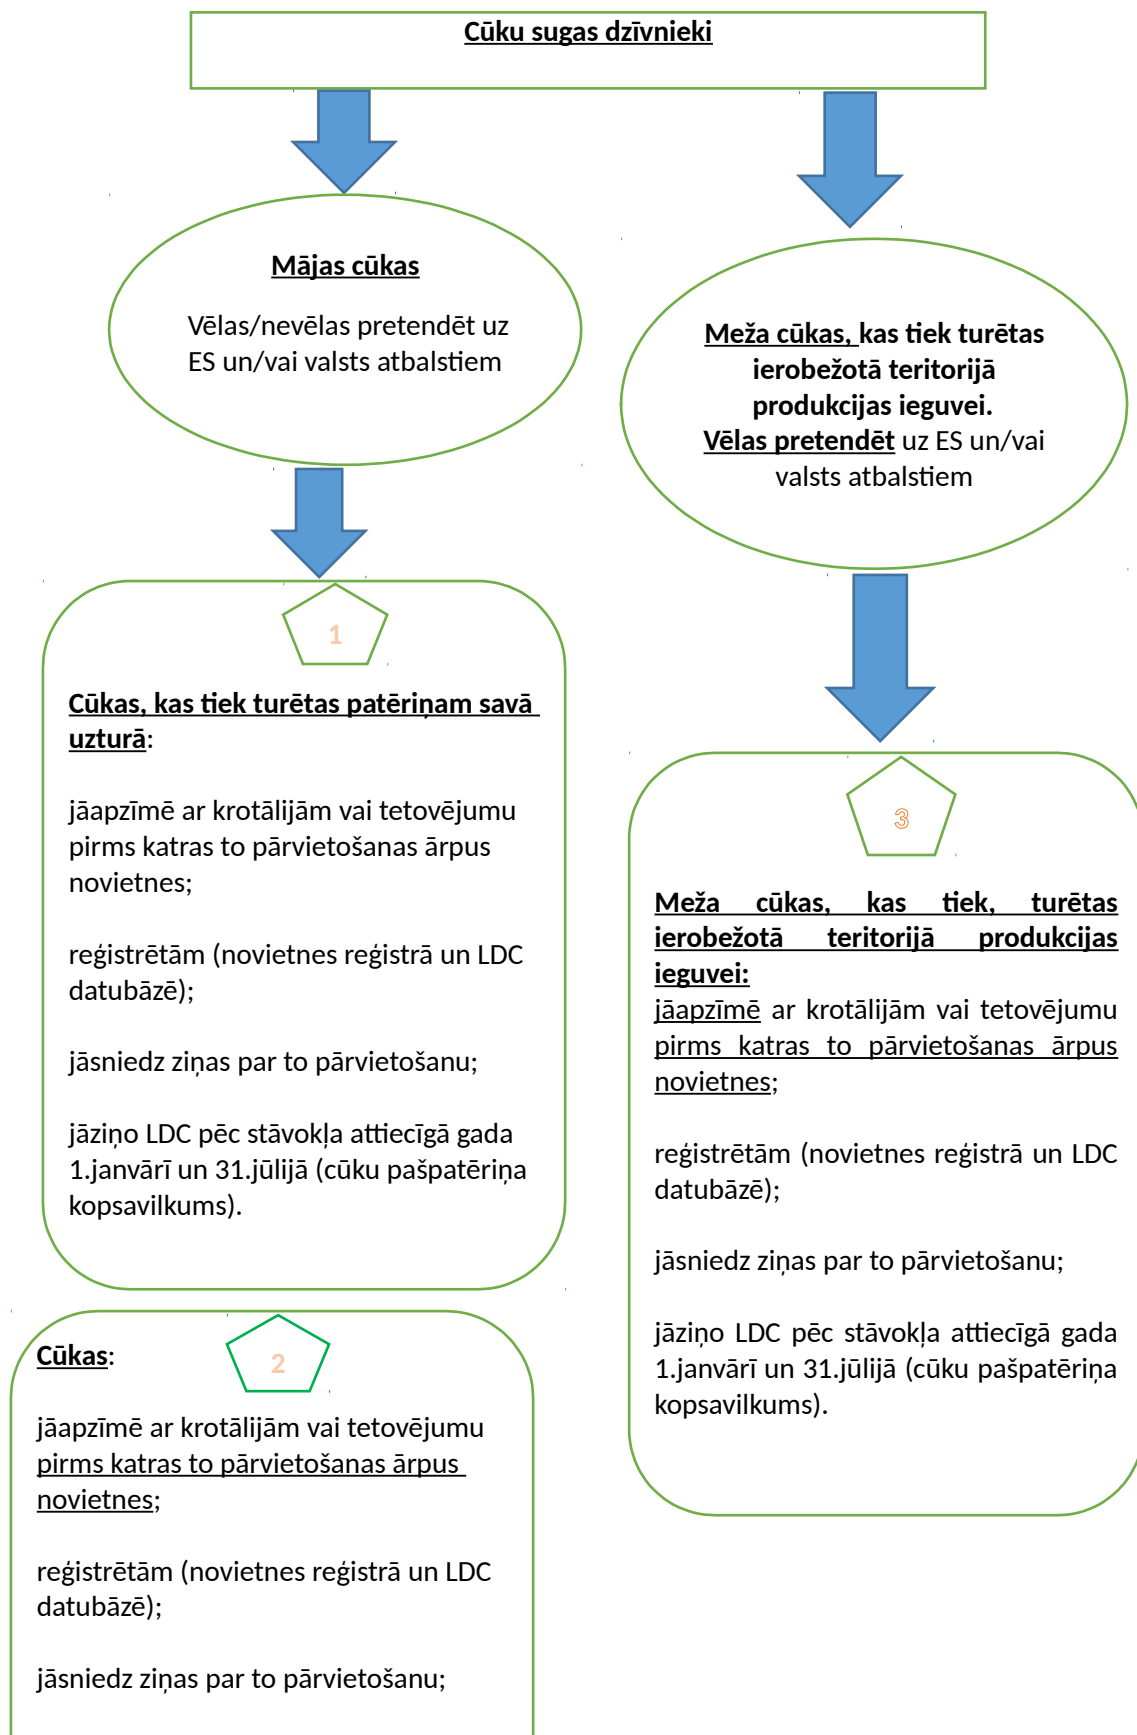 Cūku sugas dzīvnieki
Mājas cūkas
Vēlas/nevēlas pretendēt uz
ES un/vai valsts atbalstiem
Meža cūkas, kas tiek turētas
ierobežotā teritorijā
produkcijas ieguvei.
Vēlas pretendēt uz ES un/vai
valsts atbalstiem
1
Cūkas, kas tiek turētas patēriņam savā
uzturā:
jāapzīmē ar krotālijām vai tetovējumu
pirms katras to pārvietošanas ārpus
novietnes;
reģistrētām (novietnes reģistrā un LDC
datubāzē);
jāsniedz ziņas par to pārvietošanu;
jāziņo LDC pēc stāvokļa attiecīgā gada
1.janvārī un 31.jūlijā (cūku pašpatēriņa
kopsavilkums).
2
Cūkas:
jāapzīmē ar krotālijām vai tetovējumu
pirms katras to pārvietošanas ārpus
novietnes;
reģistrētām (novietnes reģistrā un LDC
datubāzē);
jāsniedz ziņas par to pārvietošanu;
3
Meža cūkas, kas tiek, turētas
ierobežotā teritorijā produkcijas
ieguvei:
jāapzīmē ar krotālijām vai tetovējumu
pirms katras to pārvietošanas ārpus
novietnes;
reģistrētām (novietnes reģistrā un LDC
datubāzē);
jāsniedz ziņas par to pārvietošanu;
jāziņo LDC pēc stāvokļa attiecīgā gada
1.janvārī un 31.jūlijā (cūku pašpatēriņa
kopsavilkums).